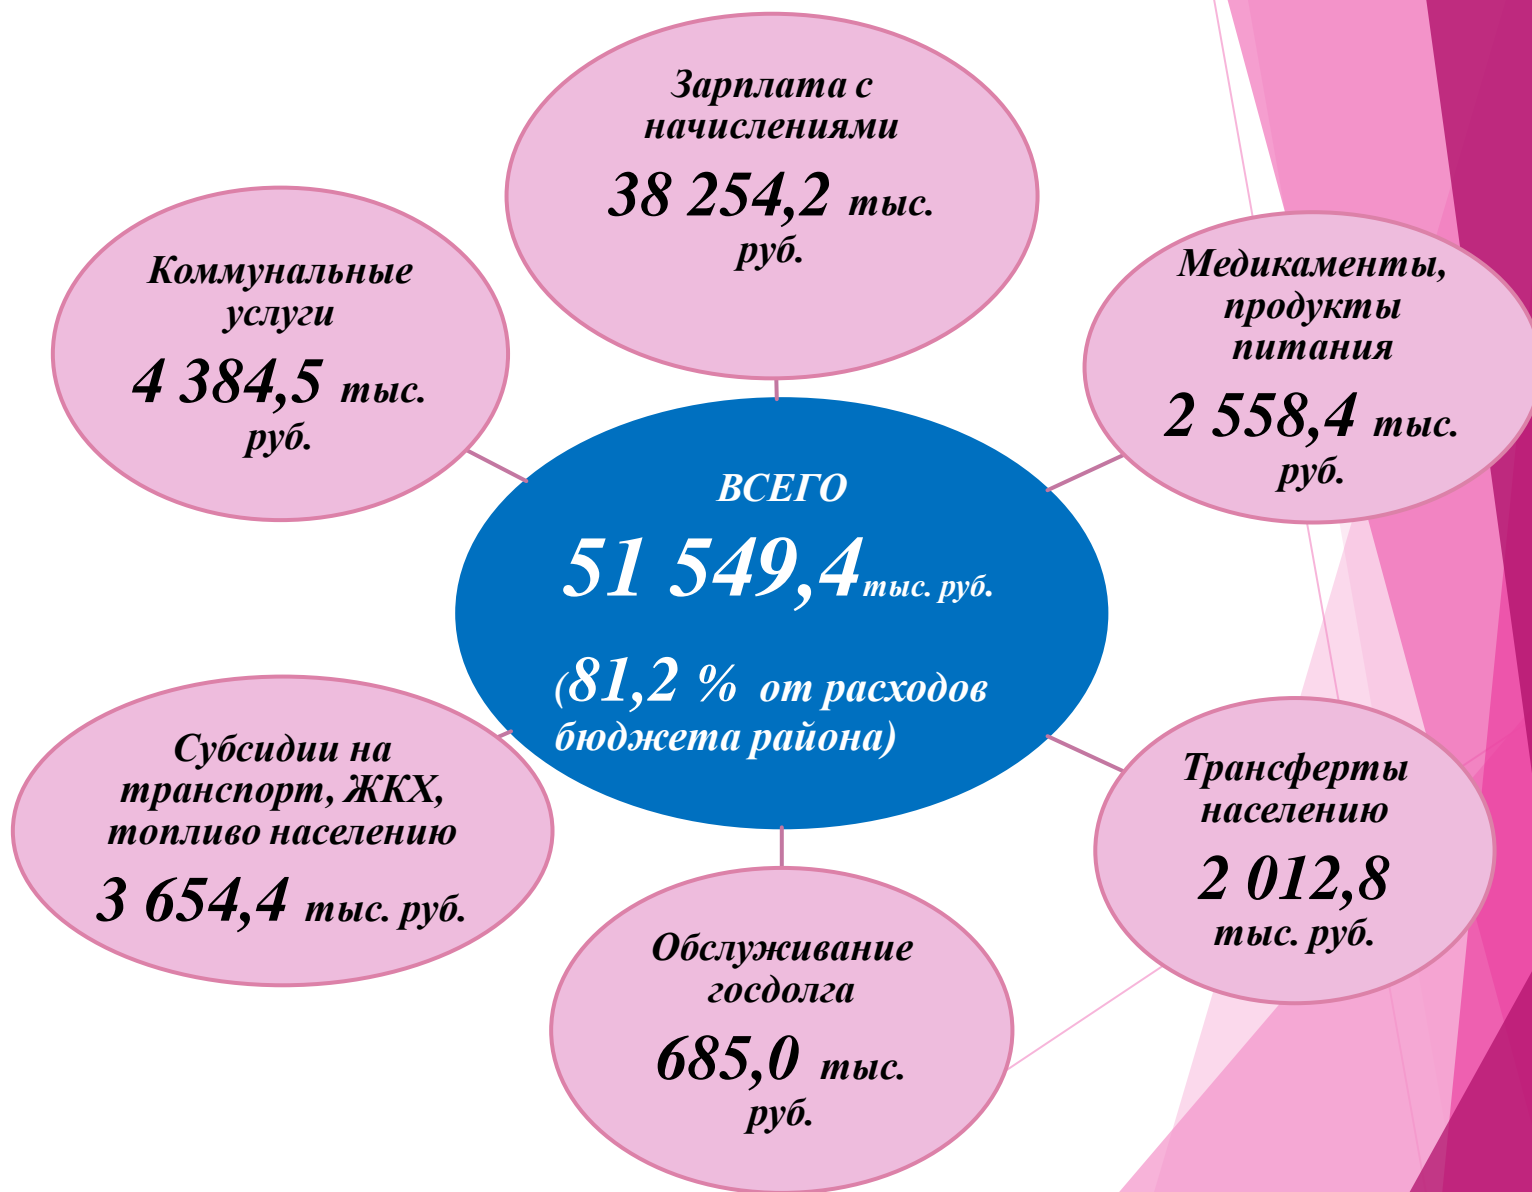 Зарплата с
начислениями
38 254,2 тыс.
руб.
Коммунальные
услуги
4 384,5 тыс.
руб.
Медикаменты,
продукты
питания
2 558,4 тыс.
руб.
ВСЕГО
51 549,4 тыс. руб.
(81,2 % от расходов
бюджета района)
Субсидии на
транспорт, ЖКХ,
топливо населению
3 654,4 тыс. руб.
Трансферты
населению
2 012,8
тыс. руб.
Обслуживание
госдолга
685,0 тыс.
руб.